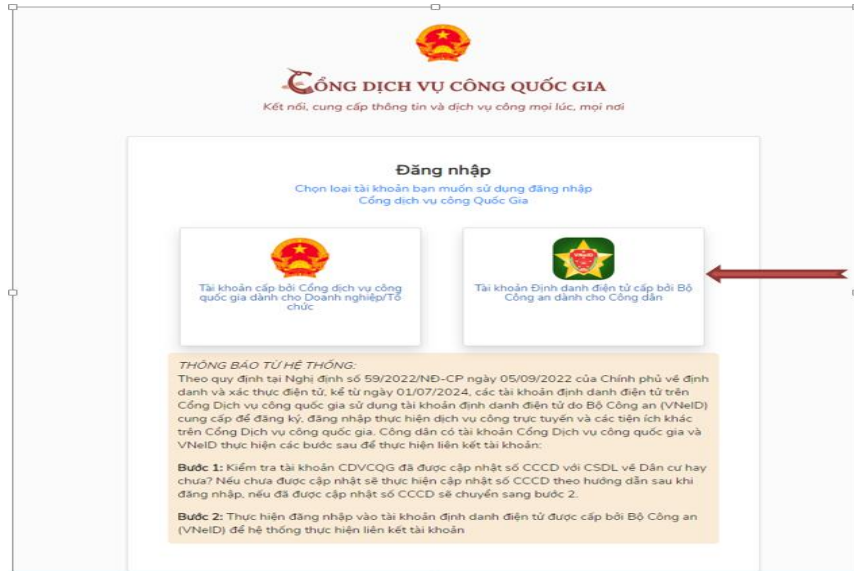 CỔNG DỊCH VỤ CÔNG QUỐC GIA
Kết nối, cung cấp thông tin và dịch vụ công mọi lúc, mọi nơi
Đăng nhập
Chọn loại tài khoản bạn muốn sử dụng đăng nhập
Cổng dịch vụ công Quốc Gia
Tài khoản cấp bởi Cổng dịch vụ công
quốc gia dành cho Doanh nghiệp/Tổ
chức
VNeID
Tài khoản Định danh điện tử cấp bởi Bộ
Công an dành cho Công dân
THÔNG BÁO TỪ HỆ THỐNG:
Theo quy định tại Nghị định số 59/2022/NĐ-CP ngày 05/09/2022 của Chính phủ về định
danh và xác thực điện tử, kể từ ngày 01/07/2024, các tài khoản định danh điện tử trên
Cổng Dịch vụ công quốc gia sử dụng tài khoản định danh điện tử do Bộ Công an (VNeID)
cung cấp để đăng ký, đăng nhập thực hiện dịch vụ công trực tuyến và các tiện ích khác
trên Cổng Dịch vụ công quốc gia. Công dân có tài khoản Cổng Dịch vụ công quốc gia và
VNeID thực hiện các bước sau để thực hiện liên kết tài khoản:
Bước 1: Kiểm tra tài khoản CDVCQG đã được cập nhật số CCCD với CSDL về Dân cư hay
chưa? Nếu chưa được cập nhật sẽ thực hiện cập nhật số CCCD theo hướng dẫn sau khi
đăng nhập, nếu đã được cập nhật số CCCD sẽ chuyển sang bước 2.
Bước 2: Thực hiện đăng nhập vào tài khoản định danh điện tử được cấp bởi Bộ Công an
(VNeID) để hệ thống thực hiện liên kết tài khoản